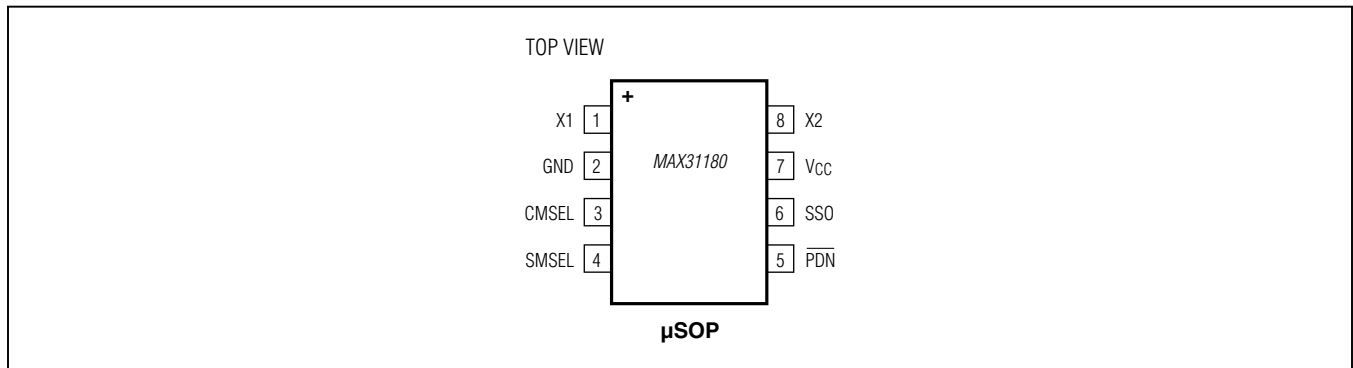 TOP VIEW
+
X1 1 8 X2
MAX31180
GND 2 7 VCC
CMSEL 3 6 SSO
SMSEL 4 5 P̅D̅N̅
µSOP